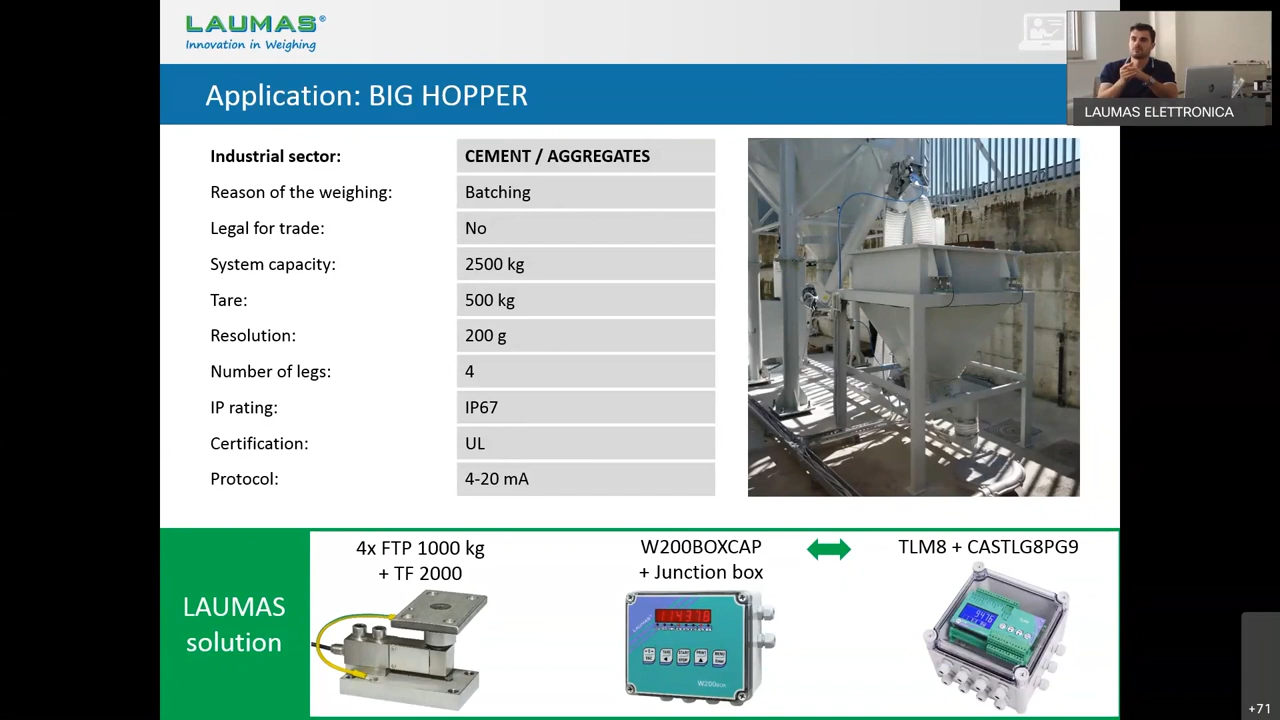 LAUMAS®
Innovation in Weighing
LAUMAS ELETTRONICA
Application: BIG HOPPER
Industrial sector: CEMENT / AGGREGATES
Reason of the weighing: Batching
Legal for trade: No
System capacity: 2500 kg
Tare: 500 kg
Resolution: 200 g
Number of legs: 4
IP rating: IP67
Certification: UL
Protocol: 4-20 mA
LAUMAS
solution
4x FTP 1000 kg
+ TF 2000
W200BOXCAP
+ Junction box
TLM8 + CASTLG8PG9
W200BOX
+71